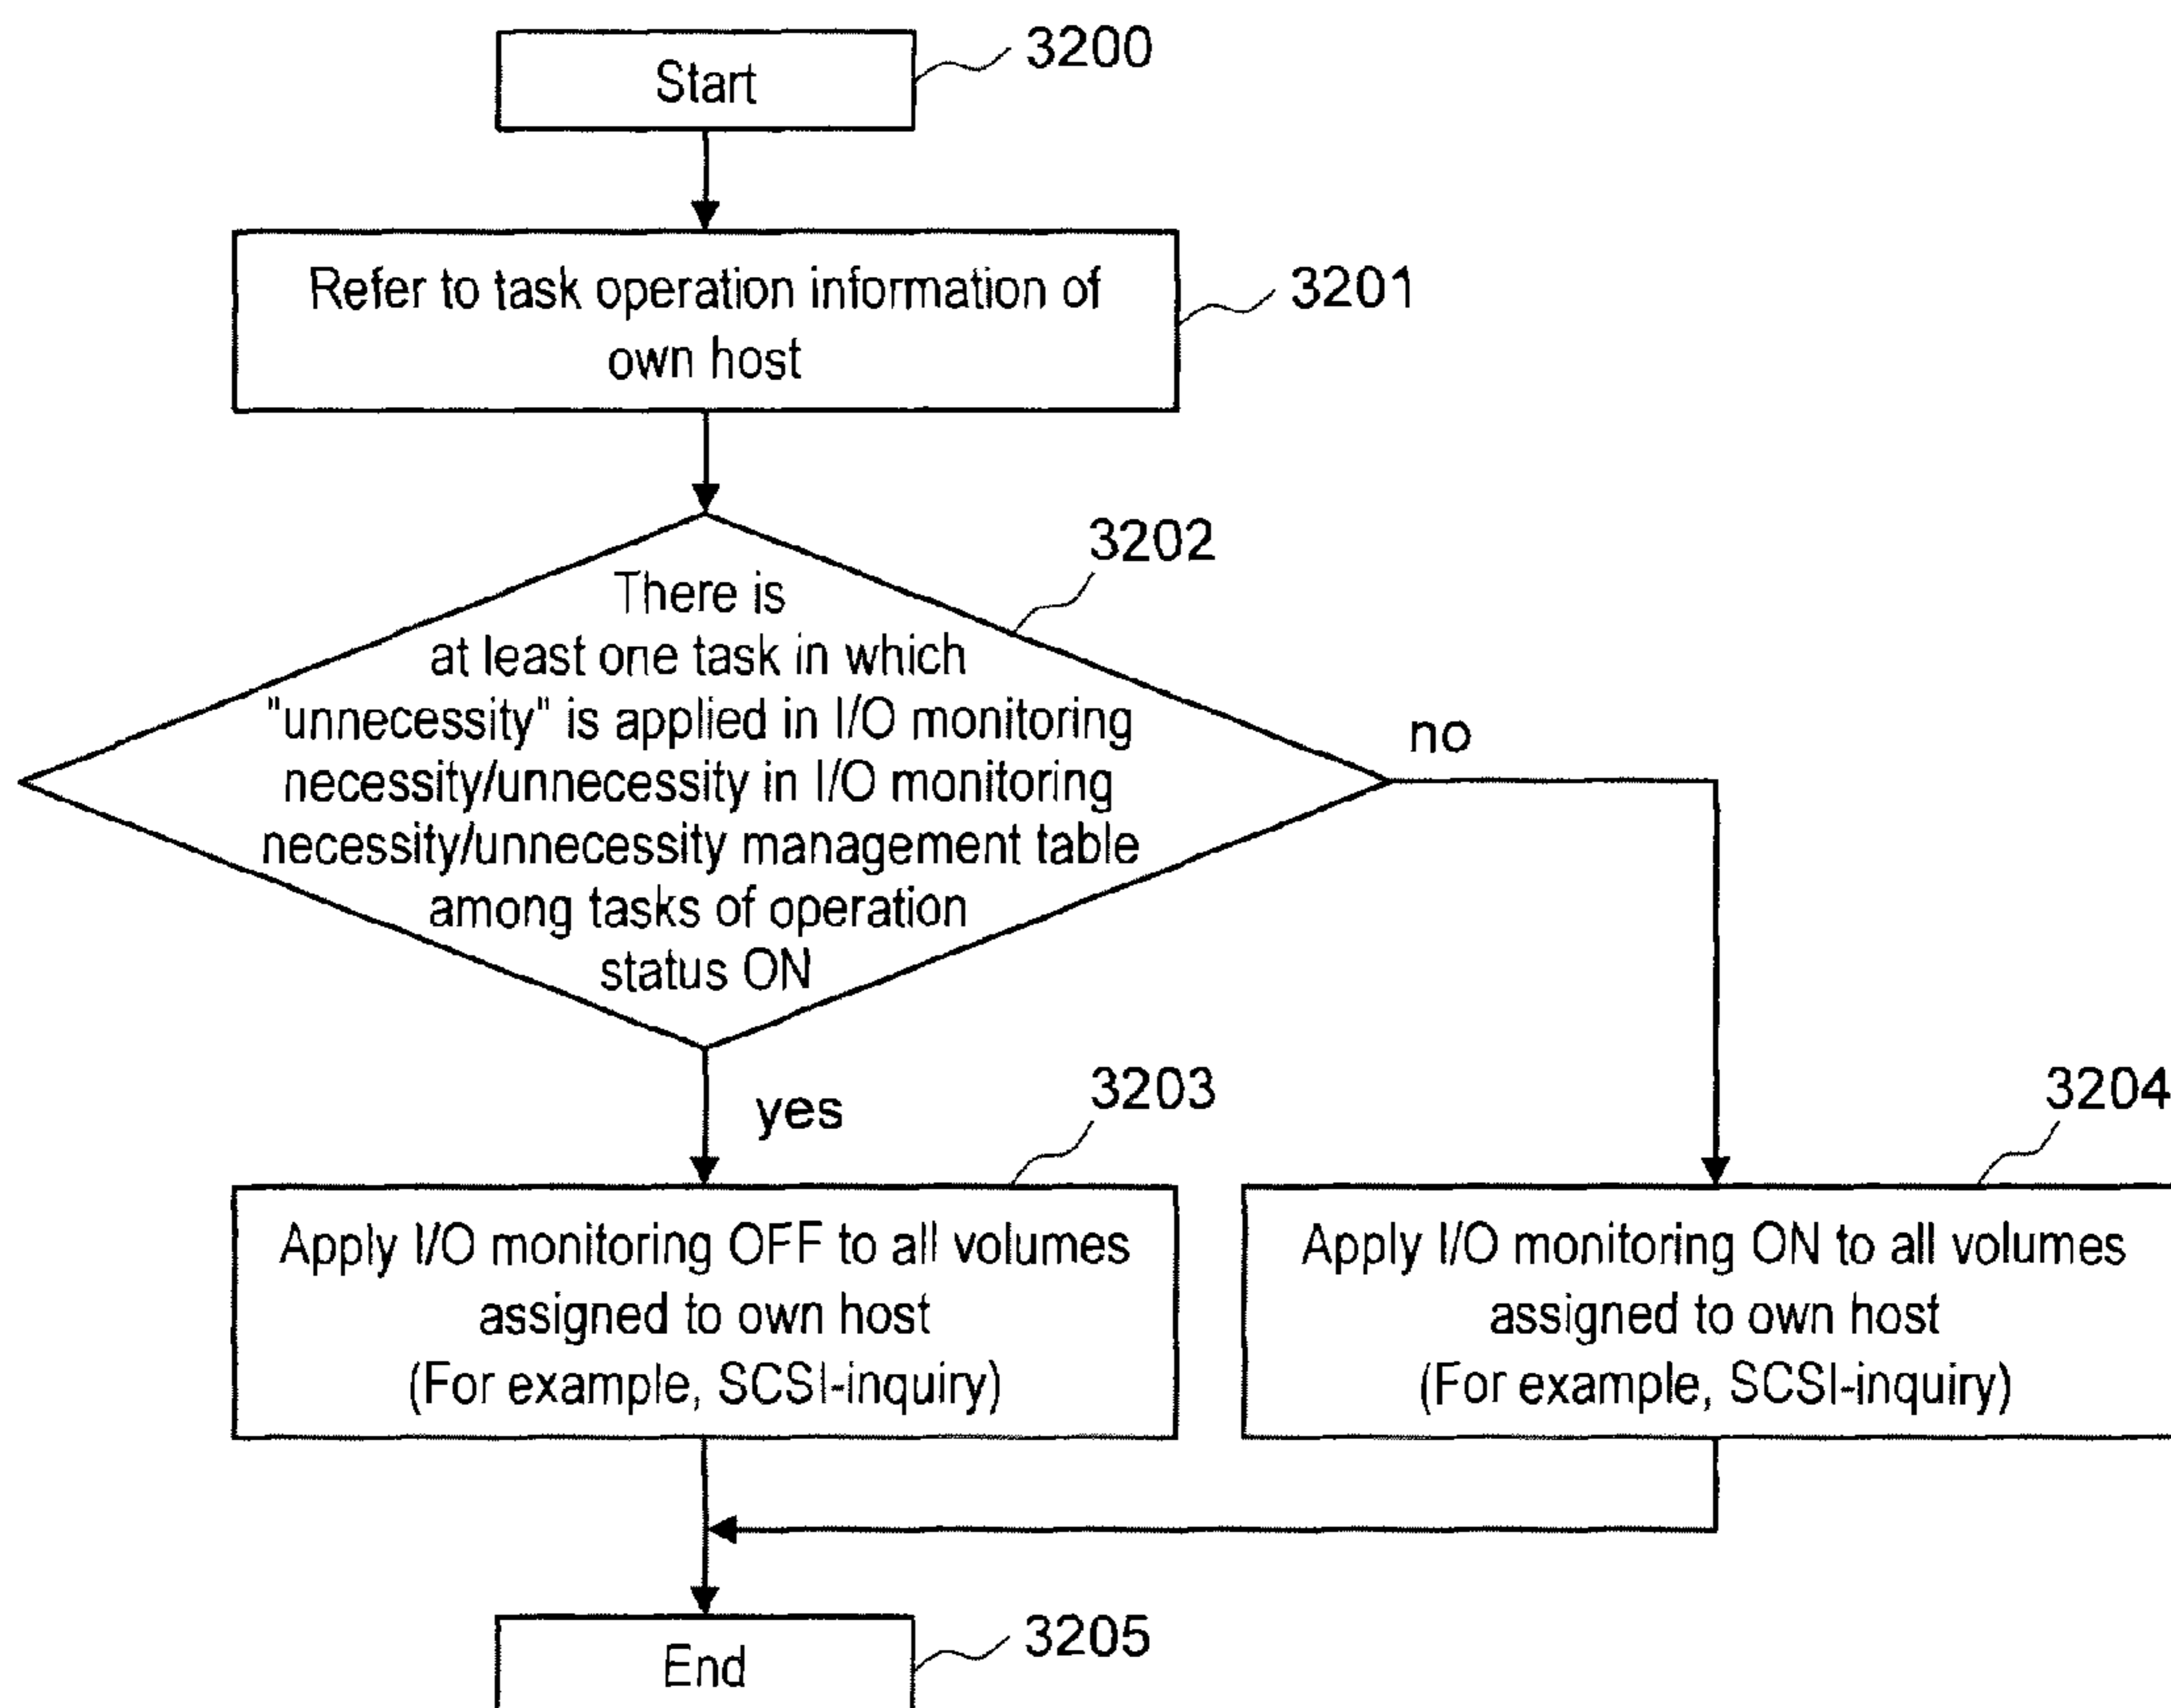 Start
3200
Refer to task operation information of
own host
3201
3202
There is
at least one task in which
"unnecessity" is applied in I/O monitoring
necessity/unnecessity in I/O monitoring
necessity/unnecessity management table
among tasks of operation
status ON
no
yes
3203
Apply I/O monitoring OFF to all volumes
assigned to own host
(For example, SCSI-inquiry)
3204
Apply I/O monitoring ON to all volumes
assigned to own host
(For example, SCSI-inquiry)
End
3205